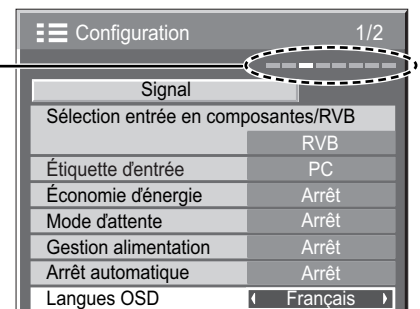 Configuration 1/2
Signal
Sélection entrée en composantes/RVB
RVB
Étiquette d'entrée PC
Économie d'énergie Arrêt
Mode d'attente Arrêt
Gestion alimentation Arrêt
Arrêt automatique Arrêt
Langues OSD Français